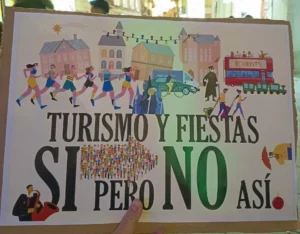 TURISMO Y FIESTAS
SI PERO NO ASÍ.